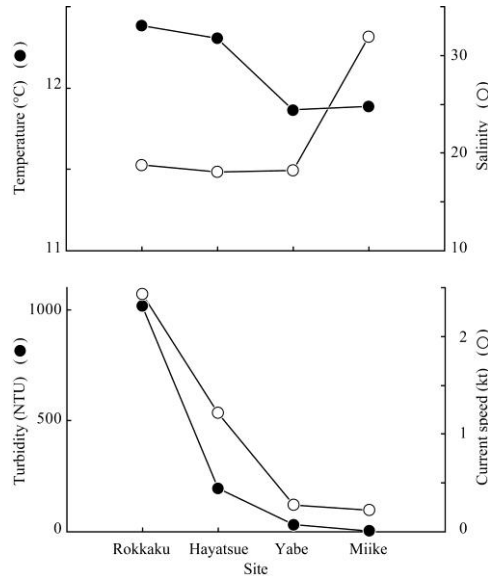 Temperature (°C) (●)
12
11
30
20
10
Salinity (○)
Turbidity (NTU) (●)
1000
500
0
2
1
0
Current speed (kt) (○)
Rokkaku Hayatsue Yabe Miike
Site